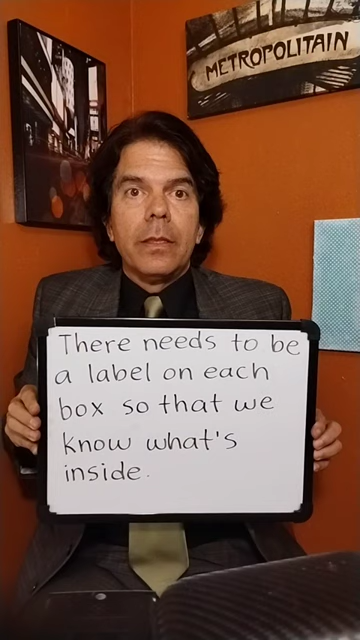 METROPOLITAIN
There needs to be
a label on each
box so that we
know what's
inside.